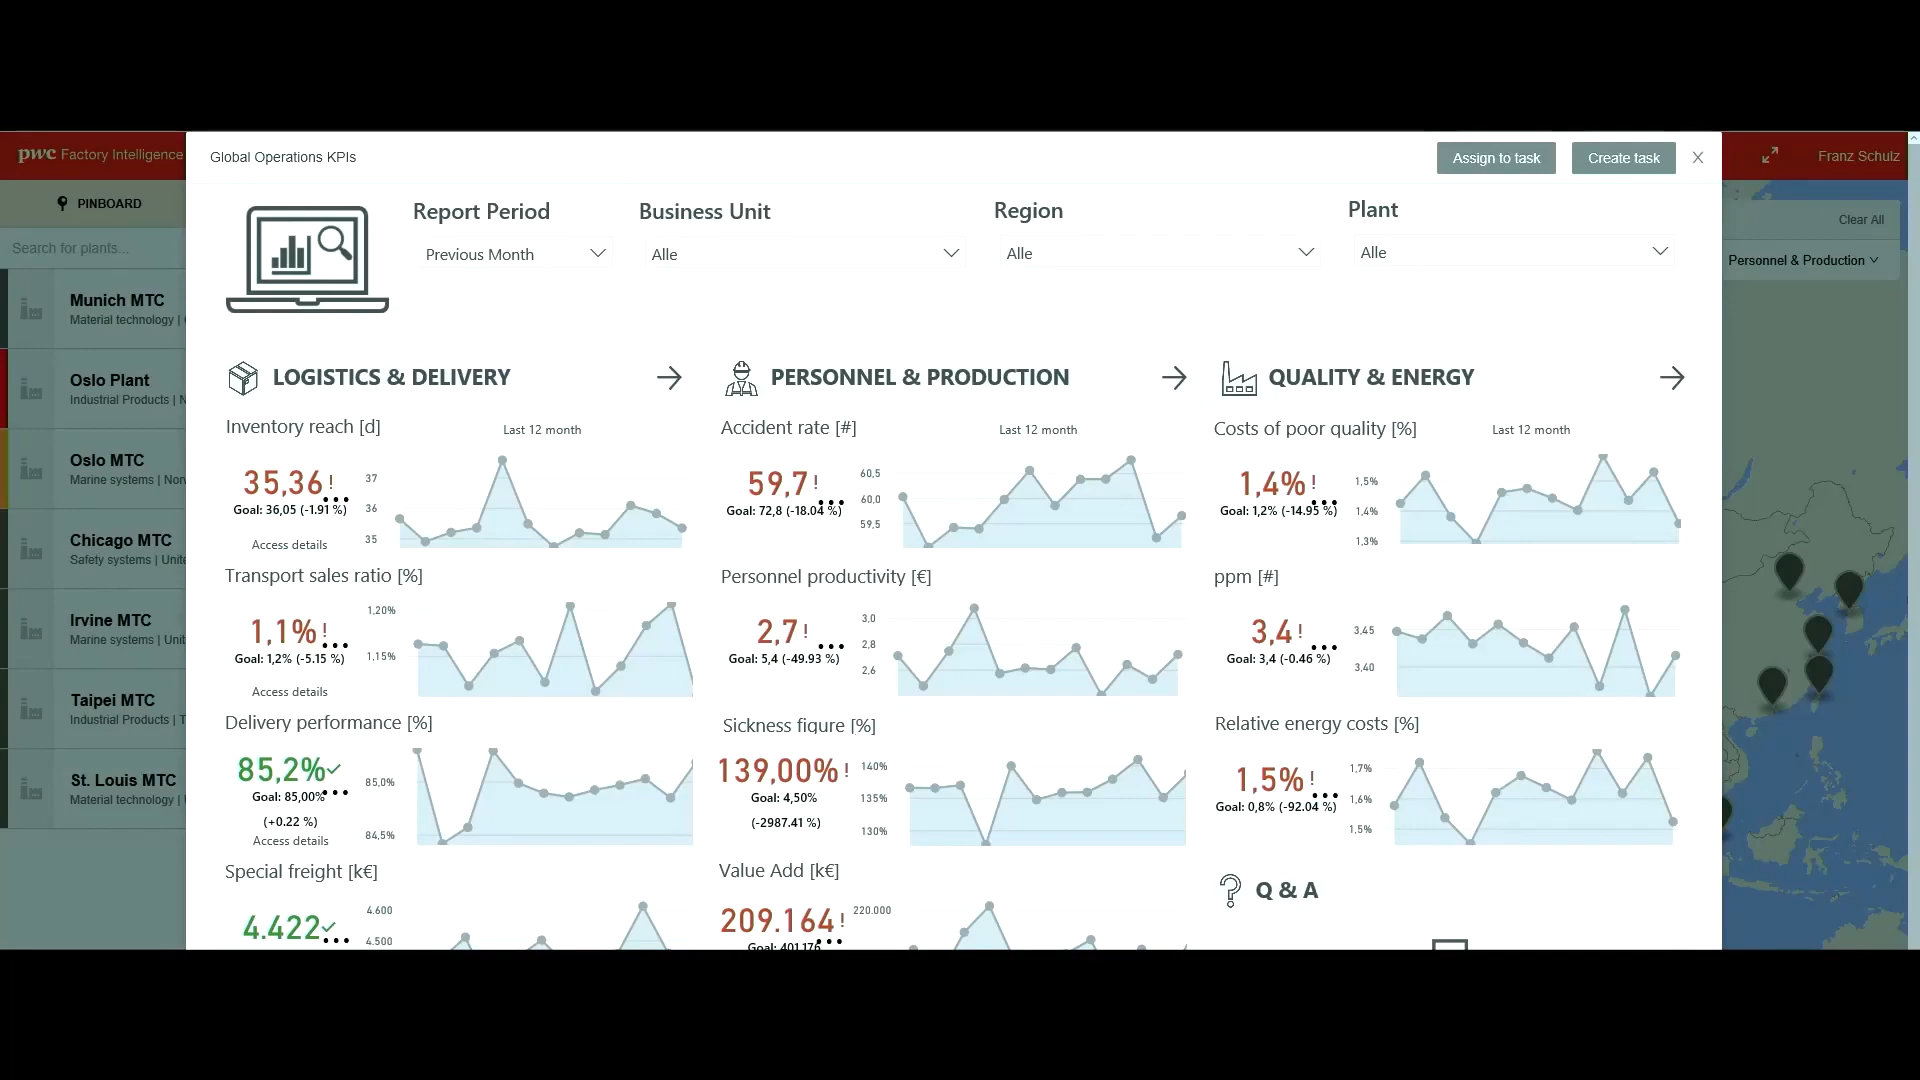 Global Operations KPIs
Assign to task
Create task
X
pwc Factory Intelligence
Franz Schulz
PINBOARD
Search for plants...
Clear All
Personnel & Production
Munich MTC
Material technology |
Oslo Plant
Industrial Products | N
Oslo MTC
Marine systems | Nor
Chicago MTC
Safety systems | Unite
Irvine MTC
Marine systems | Unit
Taipei MTC
Industrial Products | T
St. Louis MTC
Material technology |
Report Period
Previous Month
Business Unit
Alle
Region
Alle
Plant
Alle
LOGISTICS & DELIVERY
Inventory reach [d]
Last 12 month
35,36 !
Goal: 36,05 (-1.91 %)
Access details
37
36
35
Transport sales ratio [%]
1,1% !
Goal: 1,2% (-5.15 %)
Access details
1,20%
1,15%
Delivery performance [%]
85,2%
Goal: 85,00%
(+0.22 %)
Access details
85,0%
84,5%
Special freight [k€]
4.422
4.600
4.500
PERSONNEL & PRODUCTION
Accident rate [#]
Last 12 month
59,7 !
Goal: 72,8 (-18.04 %)
60,5
60,0
59,5
Personnel productivity [€]
2,7 !
Goal: 5,4 (-49.93 %)
3,0
2,8
2,6
Sickness figure [%]
139,00% !
Goal: 4,50%
(-2987.41 %)
140%
135%
130%
Value Add [k€]
209.164 !
Goal: 401.176
220.000
QUALITY & ENERGY
Costs of poor quality [%]
Last 12 month
1,4% !
Goal: 1,2% (-14.95 %)
1,5%
1,4%
1,3%
ppm [#]
3,4 !
Goal: 3,4 (-0.46 %)
3,45
3,40
Relative energy costs [%]
1,5% !
Goal: 0,8% (-92.04 %)
1,7%
1,6%
1,5%
Q & A